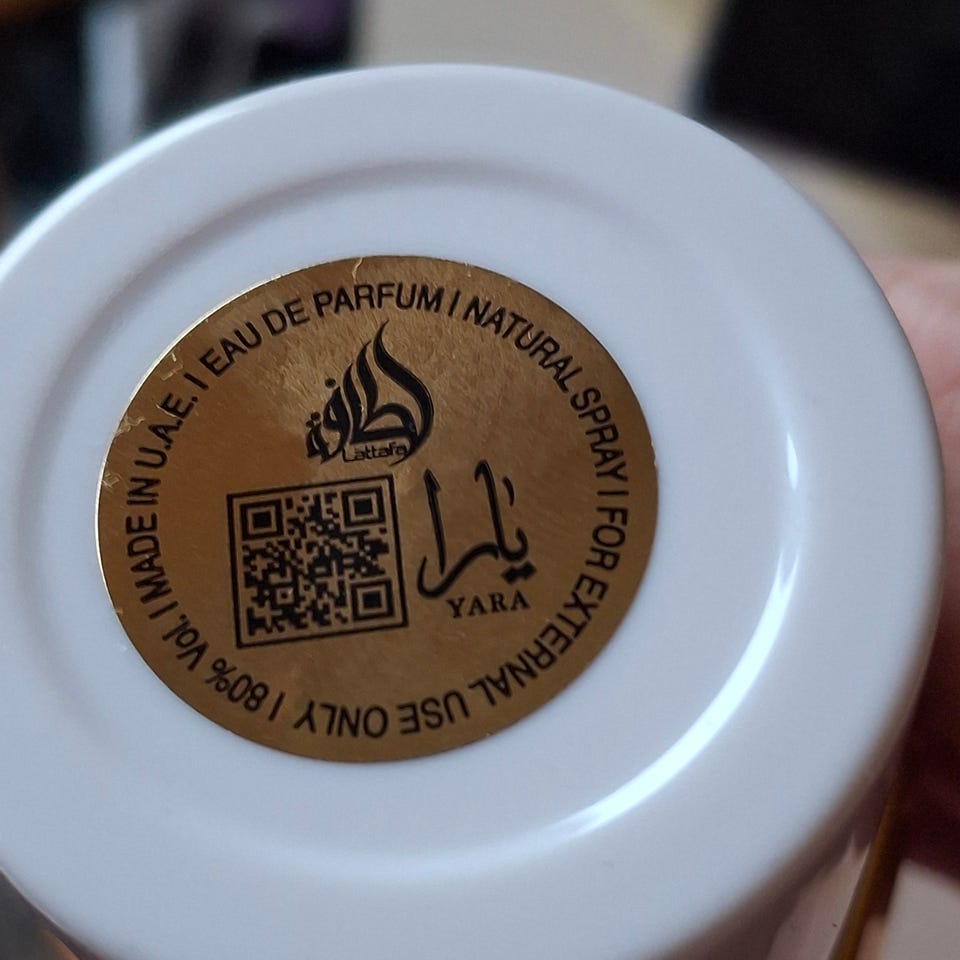 EAU DE PARFUM I NATURAL SPRAY I FOR EXTERNAL USE ONLY I 80% Vol. I MADE IN U.A.E. I
لطافة
Lattafa
يارا
YARA